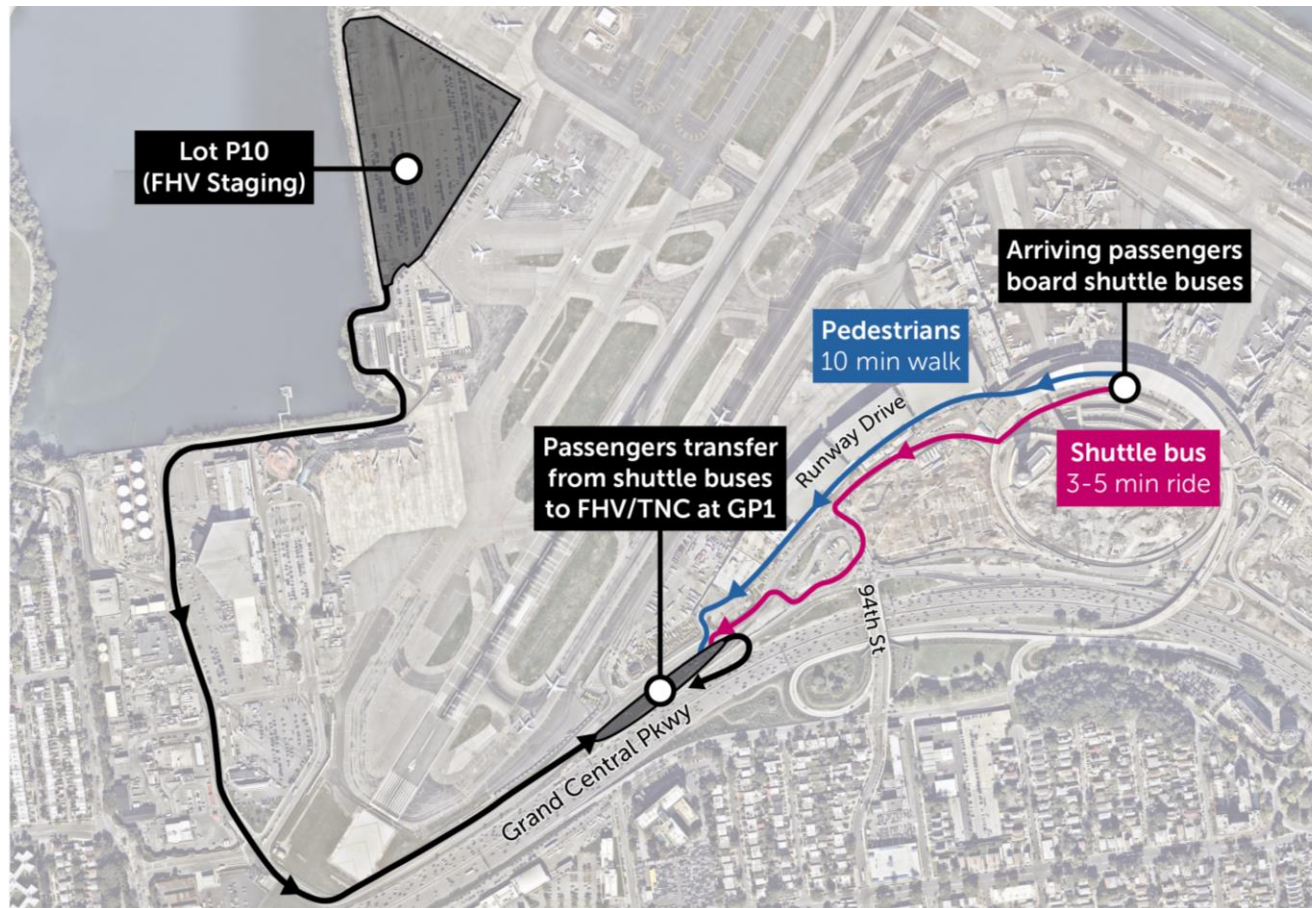 Lot P10
(FHV Staging)
Arriving passengers
board shuttle buses
Pedestrians
10 min walk
Runway Drive
Passengers transfer
from shuttle buses
to FHV/TNC at GP1
Shuttle bus
3-5 min ride
94th St
Grand Central Pkwy